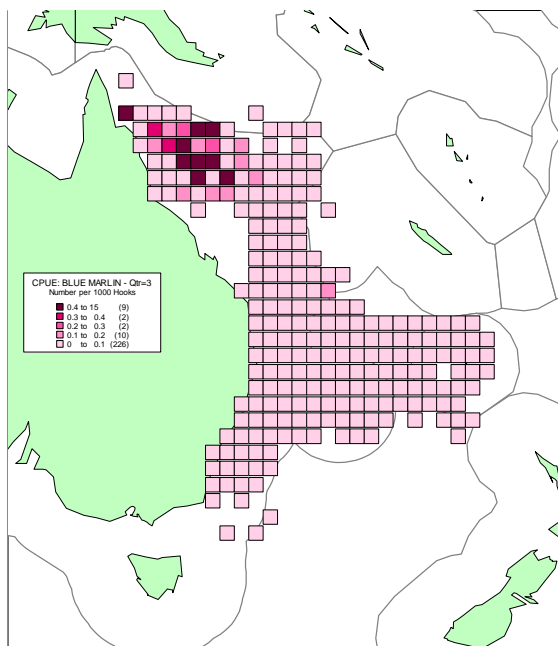 CPUE: BLUE MARLIN - Qtr=3
Number per 1000 Hooks
0.4 to 15 (9)
0.3 to 0.4 (2)
0.2 to 0.3 (2)
0.1 to 0.2 (10)
0 to 0.1 (226)